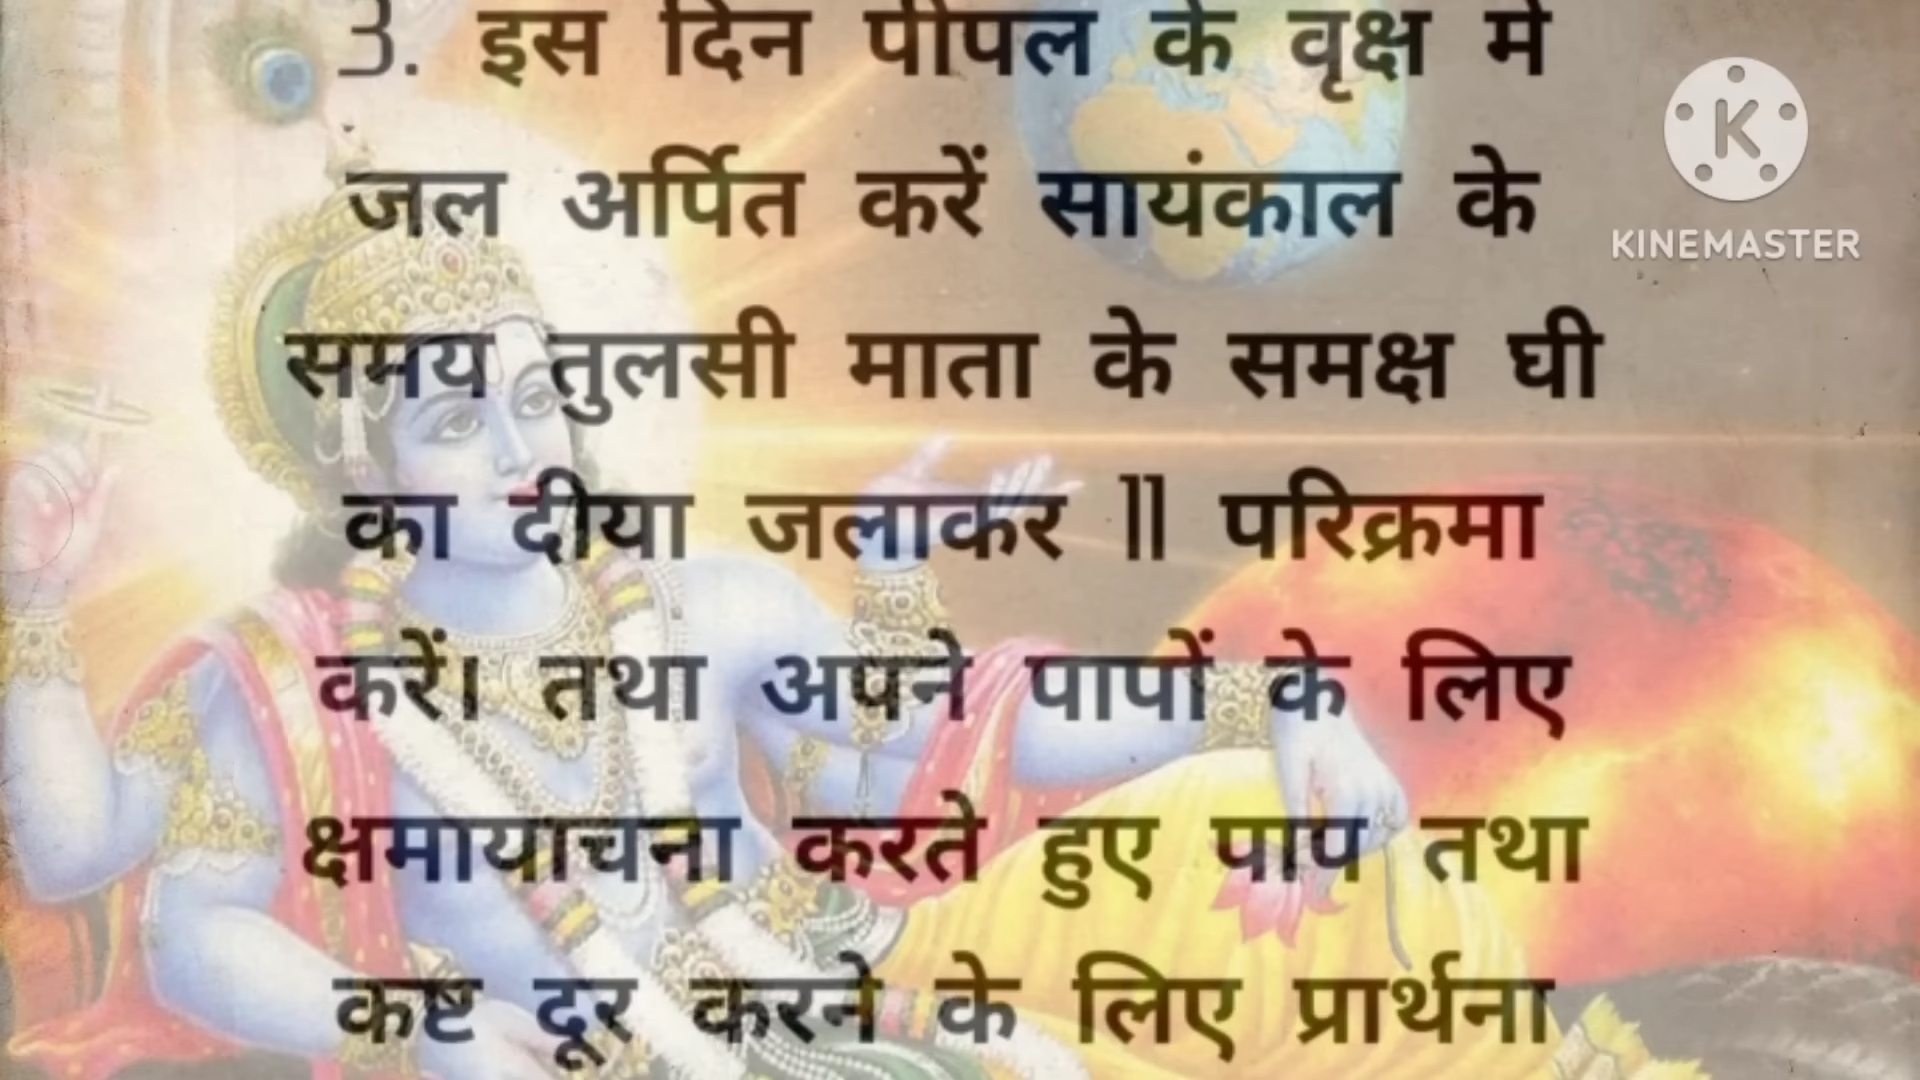 3. इस दिन पीपल के वृक्ष मे
जल अर्पित करें सायंकाल के
समय तुलसी माता के समक्ष घी
का दीया जलाकर 11 परिक्रमा
करें। तथा अपने पापों के लिए
क्षमायाचना करते हुए पाप तथा
कष्ट दूर करने के लिए प्रार्थना
K
KINEMASTER